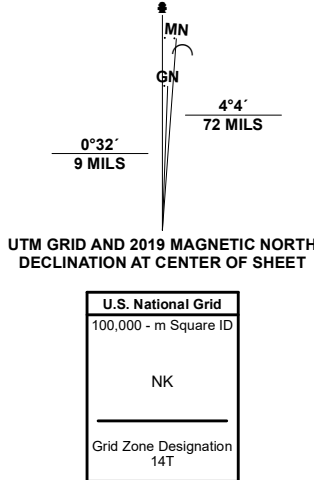 MN
GN
4°4´
72 MILS
0°32´
9 MILS
UTM GRID AND 2019 MAGNETIC NORTH
DECLINATION AT CENTER OF SHEET
U.S. National Grid
100,000 - m Square ID
NK
Grid Zone Designation
14T